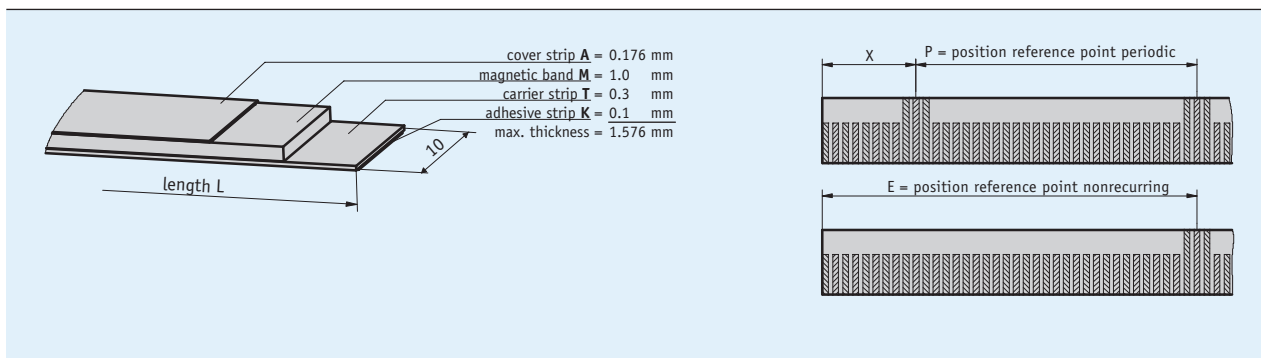 cover strip A = 0.176 mm
magnetic band M = 1.0 mm
carrier strip T = 0.3 mm
adhesive strip K = 0.1 mm
max. thickness = 1.576 mm
10
length L
X
P = position reference point periodic
E = position reference point nonrecurring